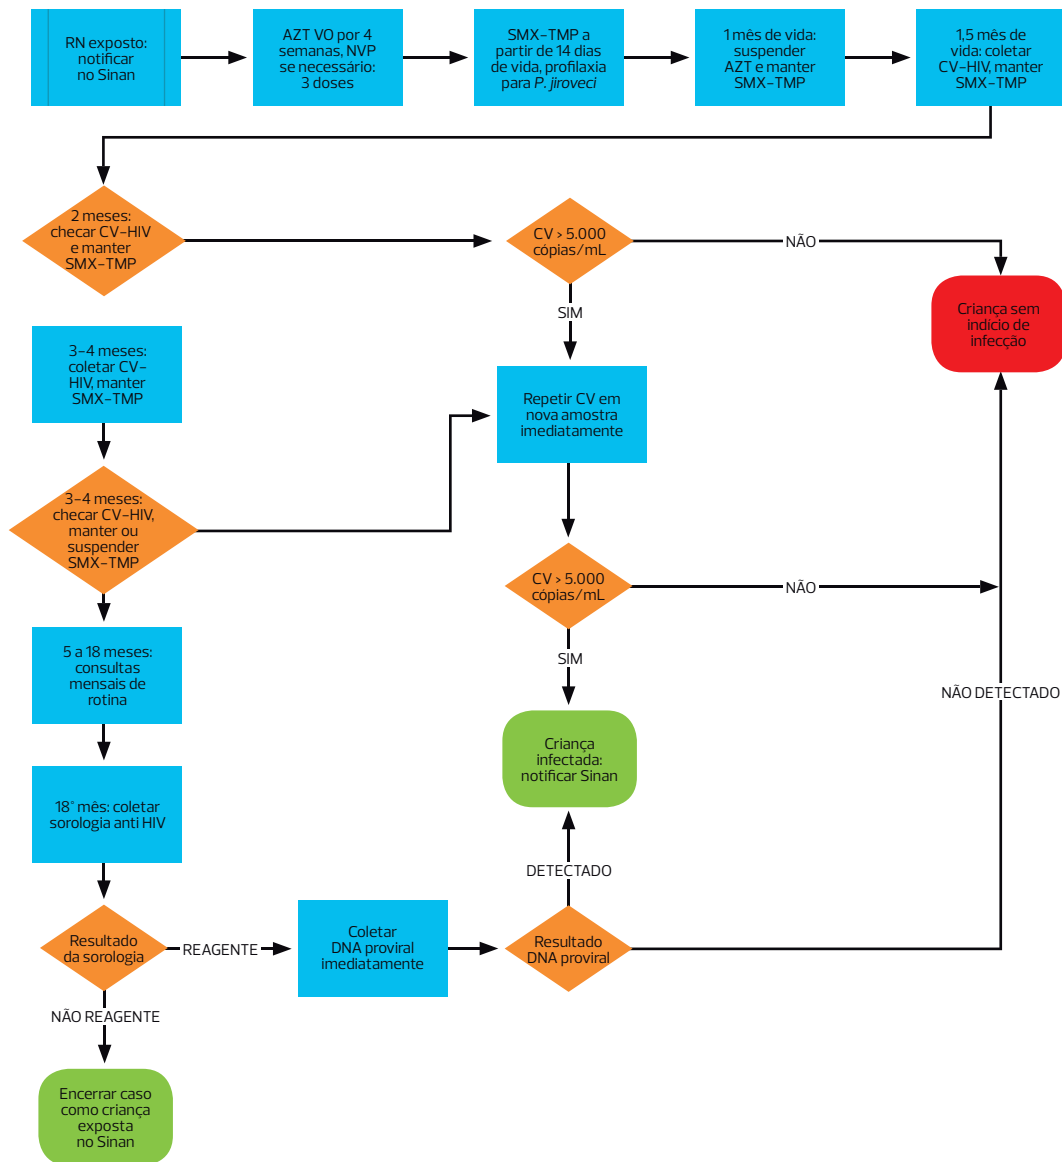 RN exposto:
notificar
no Sinan
AZT VO por 4
semanas, NVP
se necessário:
3 doses
SMX-TMP a
partir de 14 dias
de vida, profilaxia
para P. jiroveci
1 mês de vida:
suspender
AZT e manter
SMX-TMP
1,5 mês de
vida: coletar
CV-HIV, manter
SMX-TMP
2 meses:
checar CV-HIV
e manter
SMX-TMP
CV > 5.000
cópias/mL
NÃO
SIM
Criança sem
indício de
infecção
3-4 meses:
coletar CV-
HIV, manter
SMX-TMP
Repetir CV em
nova amostra
imediatamente
3-4 meses:
checar CV-HIV,
manter ou
suspender
SMX-TMP
CV > 5.000
cópias/mL
NÃO
SIM
5 a 18 meses:
consultas
mensais de
rotina
NÃO DETECTADO
Criança
infectada:
notificar Sinan
18° mês: coletar
sorologia anti HIV
DETECTADO
Resultado
da sorologia
REAGENTE
Coletar
DNA proviral
imediatamente
Resultado
DNA proviral
NÃO REAGENTE
Encerrar caso
como criança
exposta
no Sinan